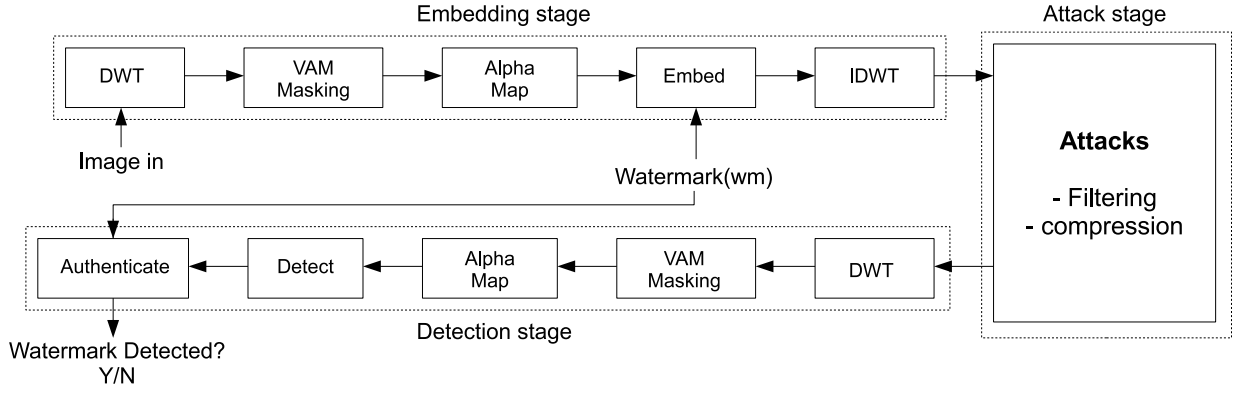 Embedding stage
Attack stage
DWT
VAM
Masking
Alpha
Map
Embed
IDWT
Image in
Watermark(wm)
Attacks
- Filtering
- compression
Authenticate
Detect
Alpha
Map
VAM
Masking
DWT
Detection stage
Watermark Detected?
Y/N